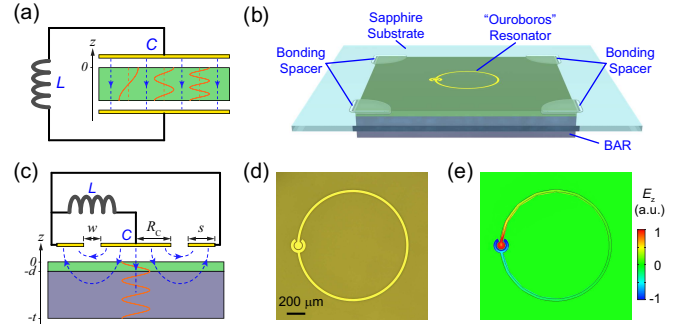 (a)
z
C
0
L
(b)
Sapphire
Substrate
“Ouroboros”
Resonator
Bonding
Spacer
Bonding
Spacer
BAR
(c)
L
w
C
R_C
s
z
0
-d
-t
(d)
200 μm
(e)
E_z
(a.u.)
1
0
-1